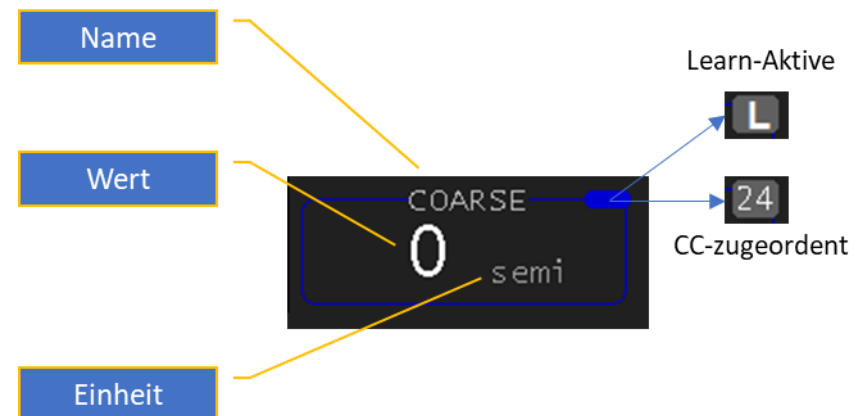 Name
Learn-Aktive
L
Wert
COARSE
24
0
CC-zugeordent
semi
Einheit